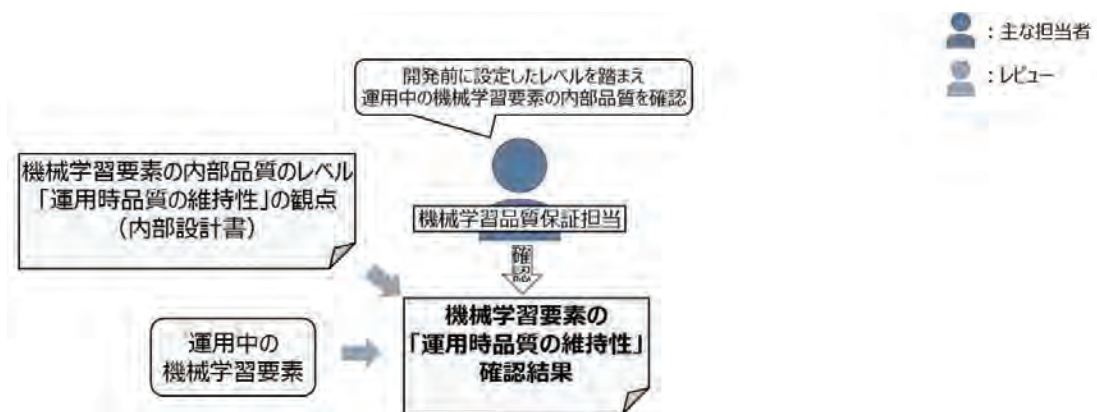 ：主な担当者
：レビュー
開発前に設定したレベルを踏まえ
運用中の機械学習要素の内部品質を確認
機械学習要素の内部品質のレベル
「運用時品質の維持性」の観点
（内部設計書）
機械学習品質保証担当
確
認
運用中の
機械学習要素
機械学習要素の
「運用時品質の維持性」
確認結果